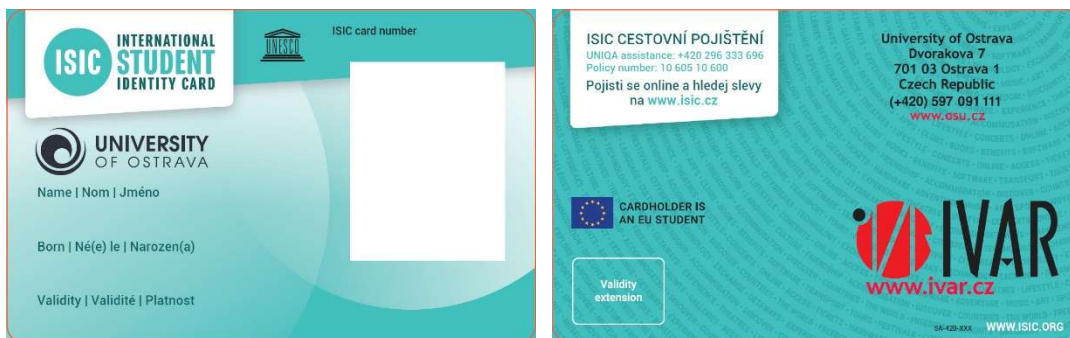 ISIC
INTERNATIONAL
STUDENT
IDENTITY CARD
UNESCO
ISIC card number
UNIVERSITY
OF OSTRAVA
Name | Nom | Jméno
Born | Né(e) le | Narozen(a)
Validity | Validité | Platnost
ISIC CESTOVNÍ POJIŠTĚNÍ
UNIQA assistance: +420 296 333 696
Policy number: 10 605 10 600
Pojisti se online a hledej slevy
na www.isic.cz
University of Ostrava
Dvorakova 7
701 03 Ostrava 1
Czech Republic
(+420) 597 091 111
www.osu.cz
CARDHOLDER IS
AN EU STUDENT
IVAR
www.ivar.cz
Validity
extension
SA-420-XXX WWW.ISIC.ORG